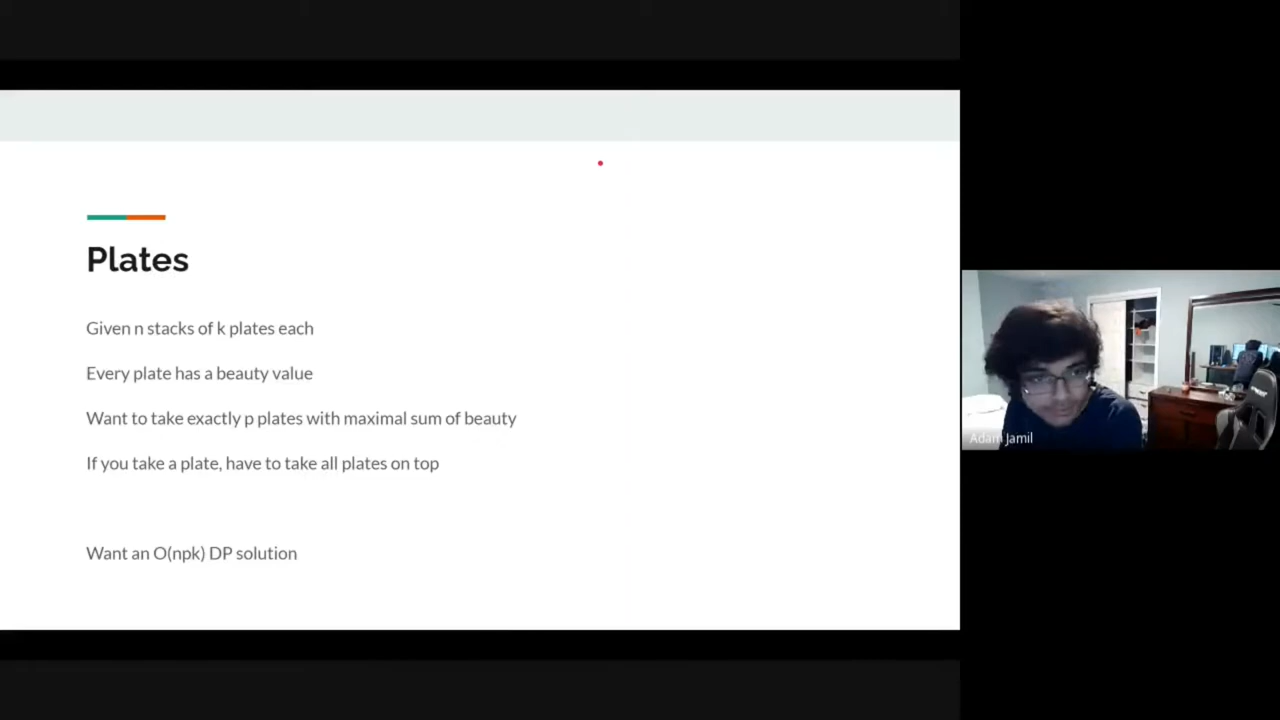 Plates
Given n stacks of k plates each
Every plate has a beauty value
Want to take exactly p plates with maximal sum of beauty
If you take a plate, have to take all plates on top
Want an O(npk) DP solution
Adam Jamil